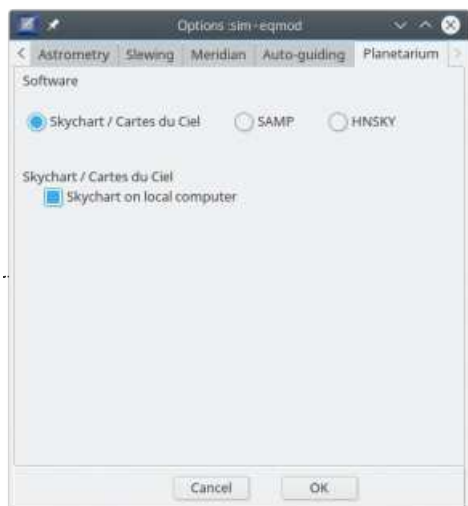 Options :sim-eqmod
Astrometry Slewing Meridian Auto-guiding Planetarium
Software
Skychart / Cartes du Ciel SAMP HNSKY
Skychart / Cartes du Ciel
Skychart on local computer
Cancel OK